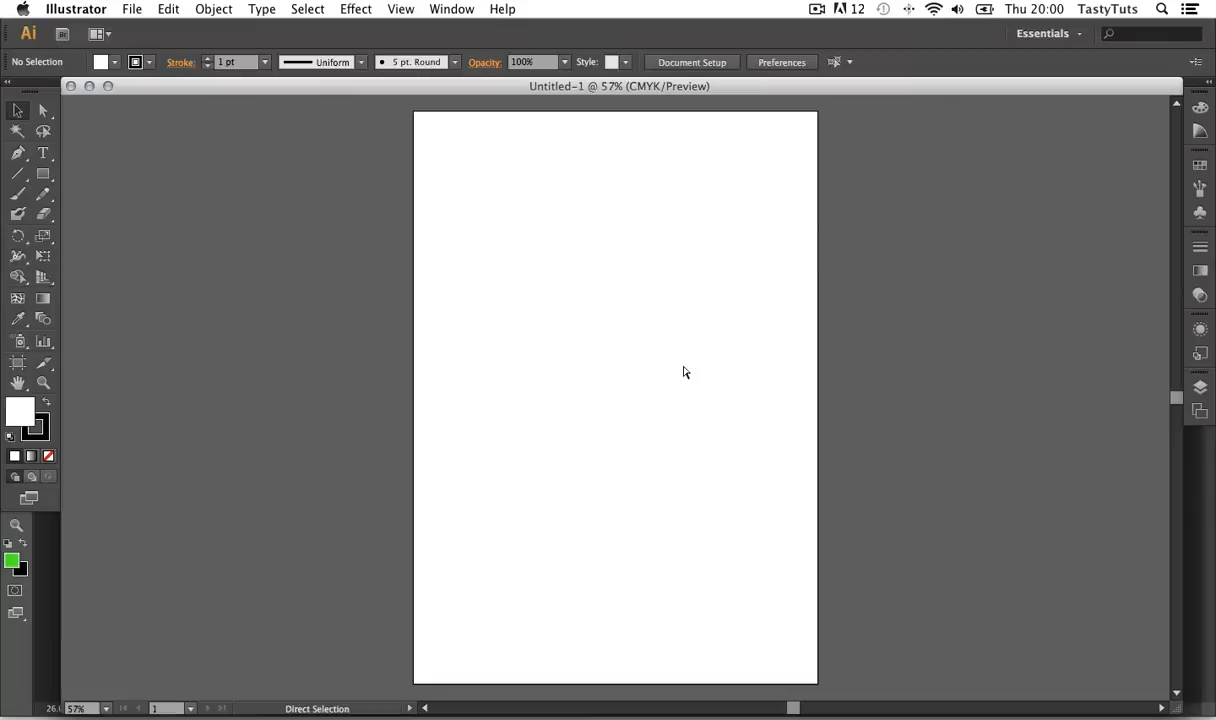 Illustrator File Edit Object Type Select Effect View Window Help 12 Thu 20:00 TastyTuts
Ai Br Essentials
No Selection Stroke: 1 pt Uniform 5 pt. Round Opacity: 100% Style: Document Setup Preferences
Untitled-1 @ 57% (CMYK/Preview)
T
26. 57% 1 Direct Selection